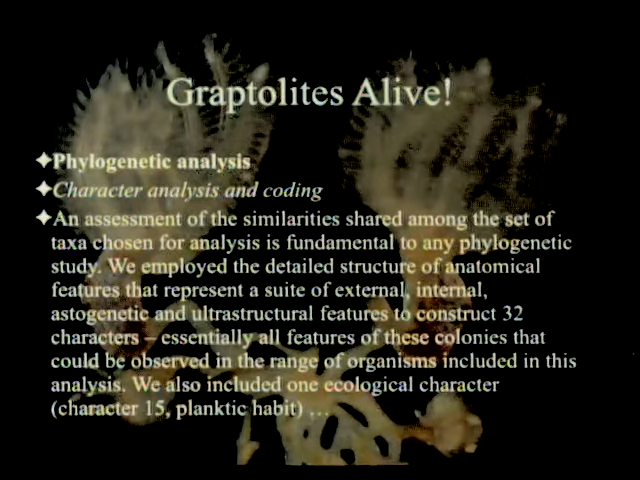 Graptolites Alive!
Phylogenetic analysis
Character analysis and coding
An assessment of the similarities shared among the set of
taxa chosen for analysis is fundamental to any phylogenetic
study. We employed the detailed structure of anatomical
features that represent a suite of external, internal,
astogenetic and ultrastructural features to construct 32
characters – essentially all features of these colonies that
could be observed in the range of organisms included in this
analysis. We also included one ecological character
(character 15, planktic habit) …